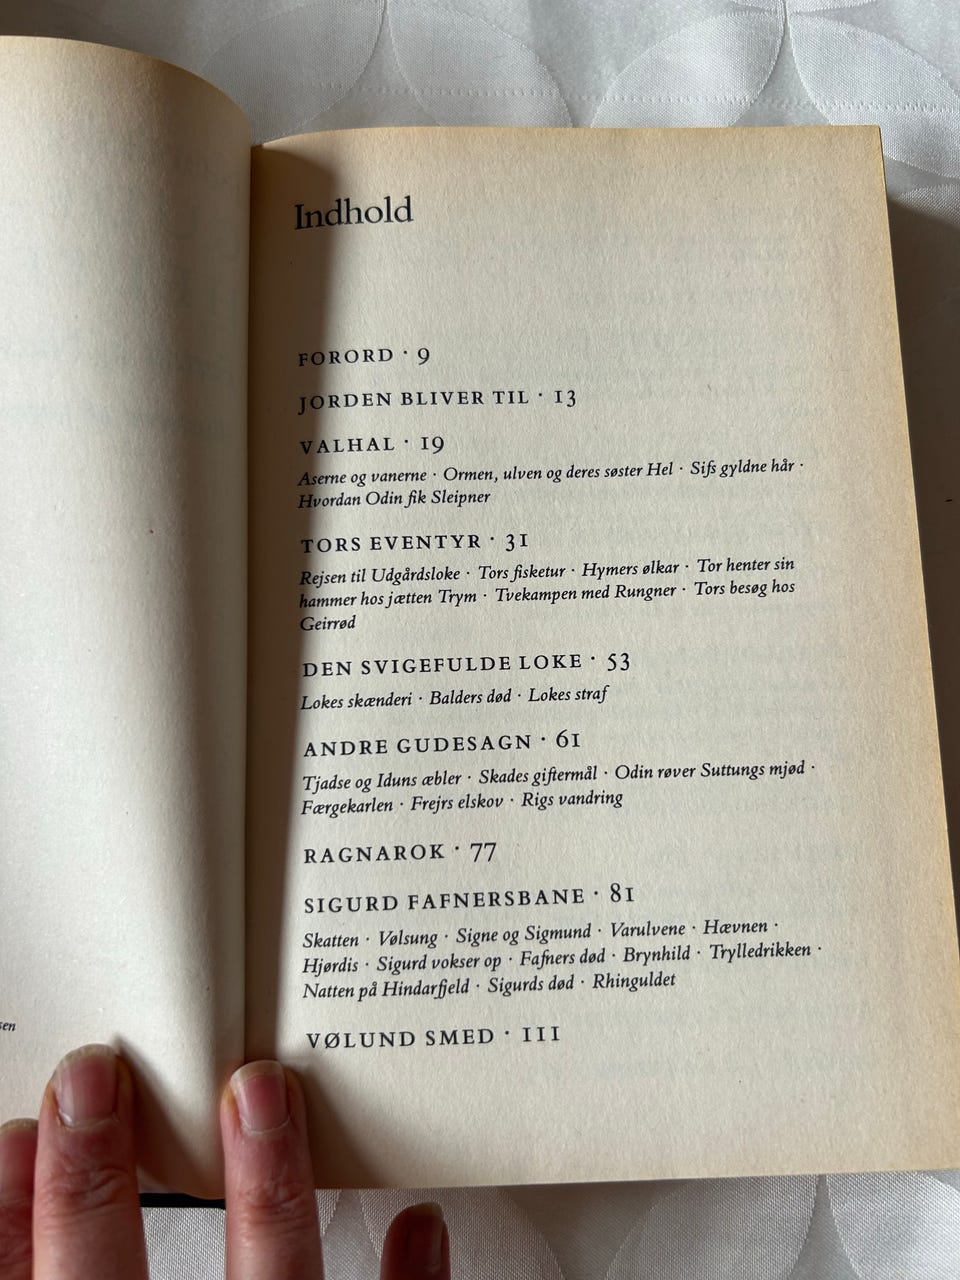 Indhold
FORORD · 9
JORDEN BLIVER TIL · 13
VALHAL · 19
Aserne og vanerne · Ormen, ulven og deres søster Hel · Sifs gyldne hår ·
Hvordan Odin fik Sleipner
TORS EVENTYR · 31
Rejsen til Udgårdsloke · Tors fisketur · Hymers ølkar · Tor henter sin
hammer hos jætten Trym · Tvekampen med Rungner · Tors besøg hos
Geirrød
DEN SVIGEFULDE LOKE · 53
Lokes skænderi · Balders død · Lokes straf
ANDRE GUDESAGN · 61
Tjadse og Iduns æbler · Skades giftermål · Odin røver Suttungs mjød ·
Færgekarlen · Frejrs elskov · Rigs vandring
RAGNAROK · 77
SIGURD FAFNERSBANE · 81
Skatten · Vølsung · Signe og Sigmund · Varulvene · Hævnen ·
Hjørdis · Sigurd vokser op · Fafners død · Brynhild · Trylledrikken ·
Natten på Hindarfjeld · Sigurds død · Rhinguldet
VØLUND SMED · 111